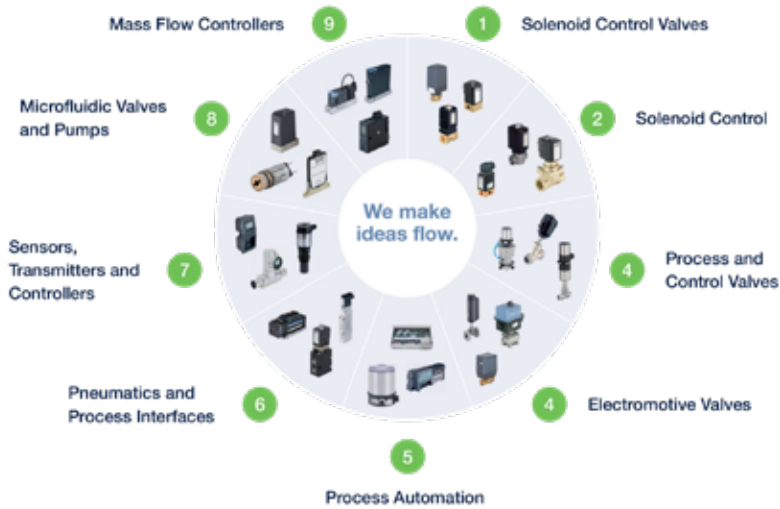 Mass Flow Controllers
9
1
Solenoid Control Valves
Microfluidic Valves
and Pumps
8
2
Solenoid Control
We make
ideas flow.
Sensors,
Transmitters and
Controllers
7
4
Process and
Control Valves
Pneumatics and
Process Interfaces
6
4
Electromotive Valves
5
Process Automation